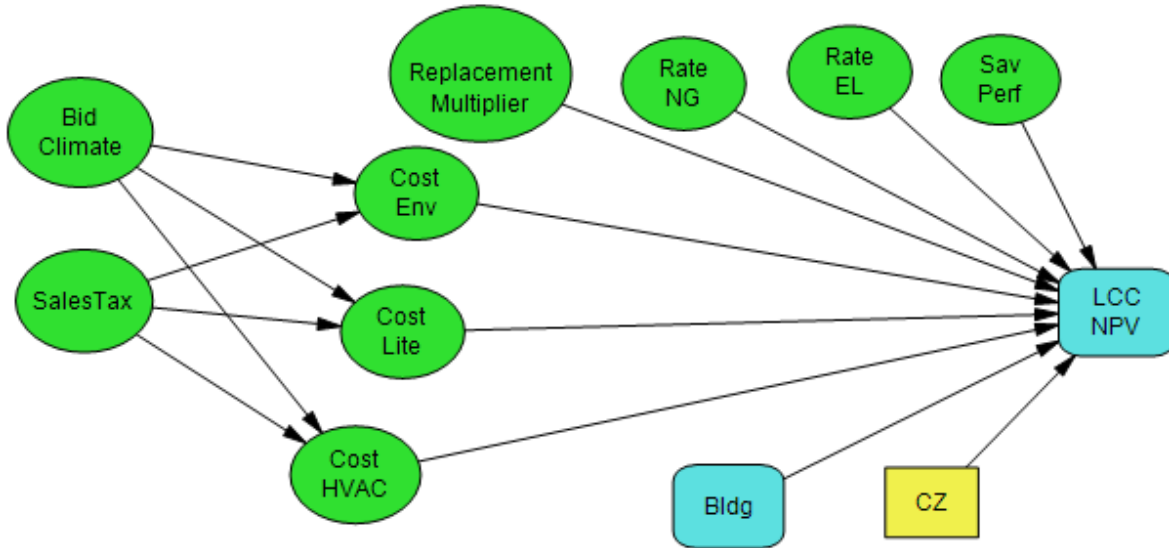 Replacement
Multiplier
Rate
NG
Rate
EL
Sav
Perf
Bid
Climate
Cost
Env
SalesTax
Cost
Lite
LCC
NPV
Cost
HVAC
Bldg
CZ